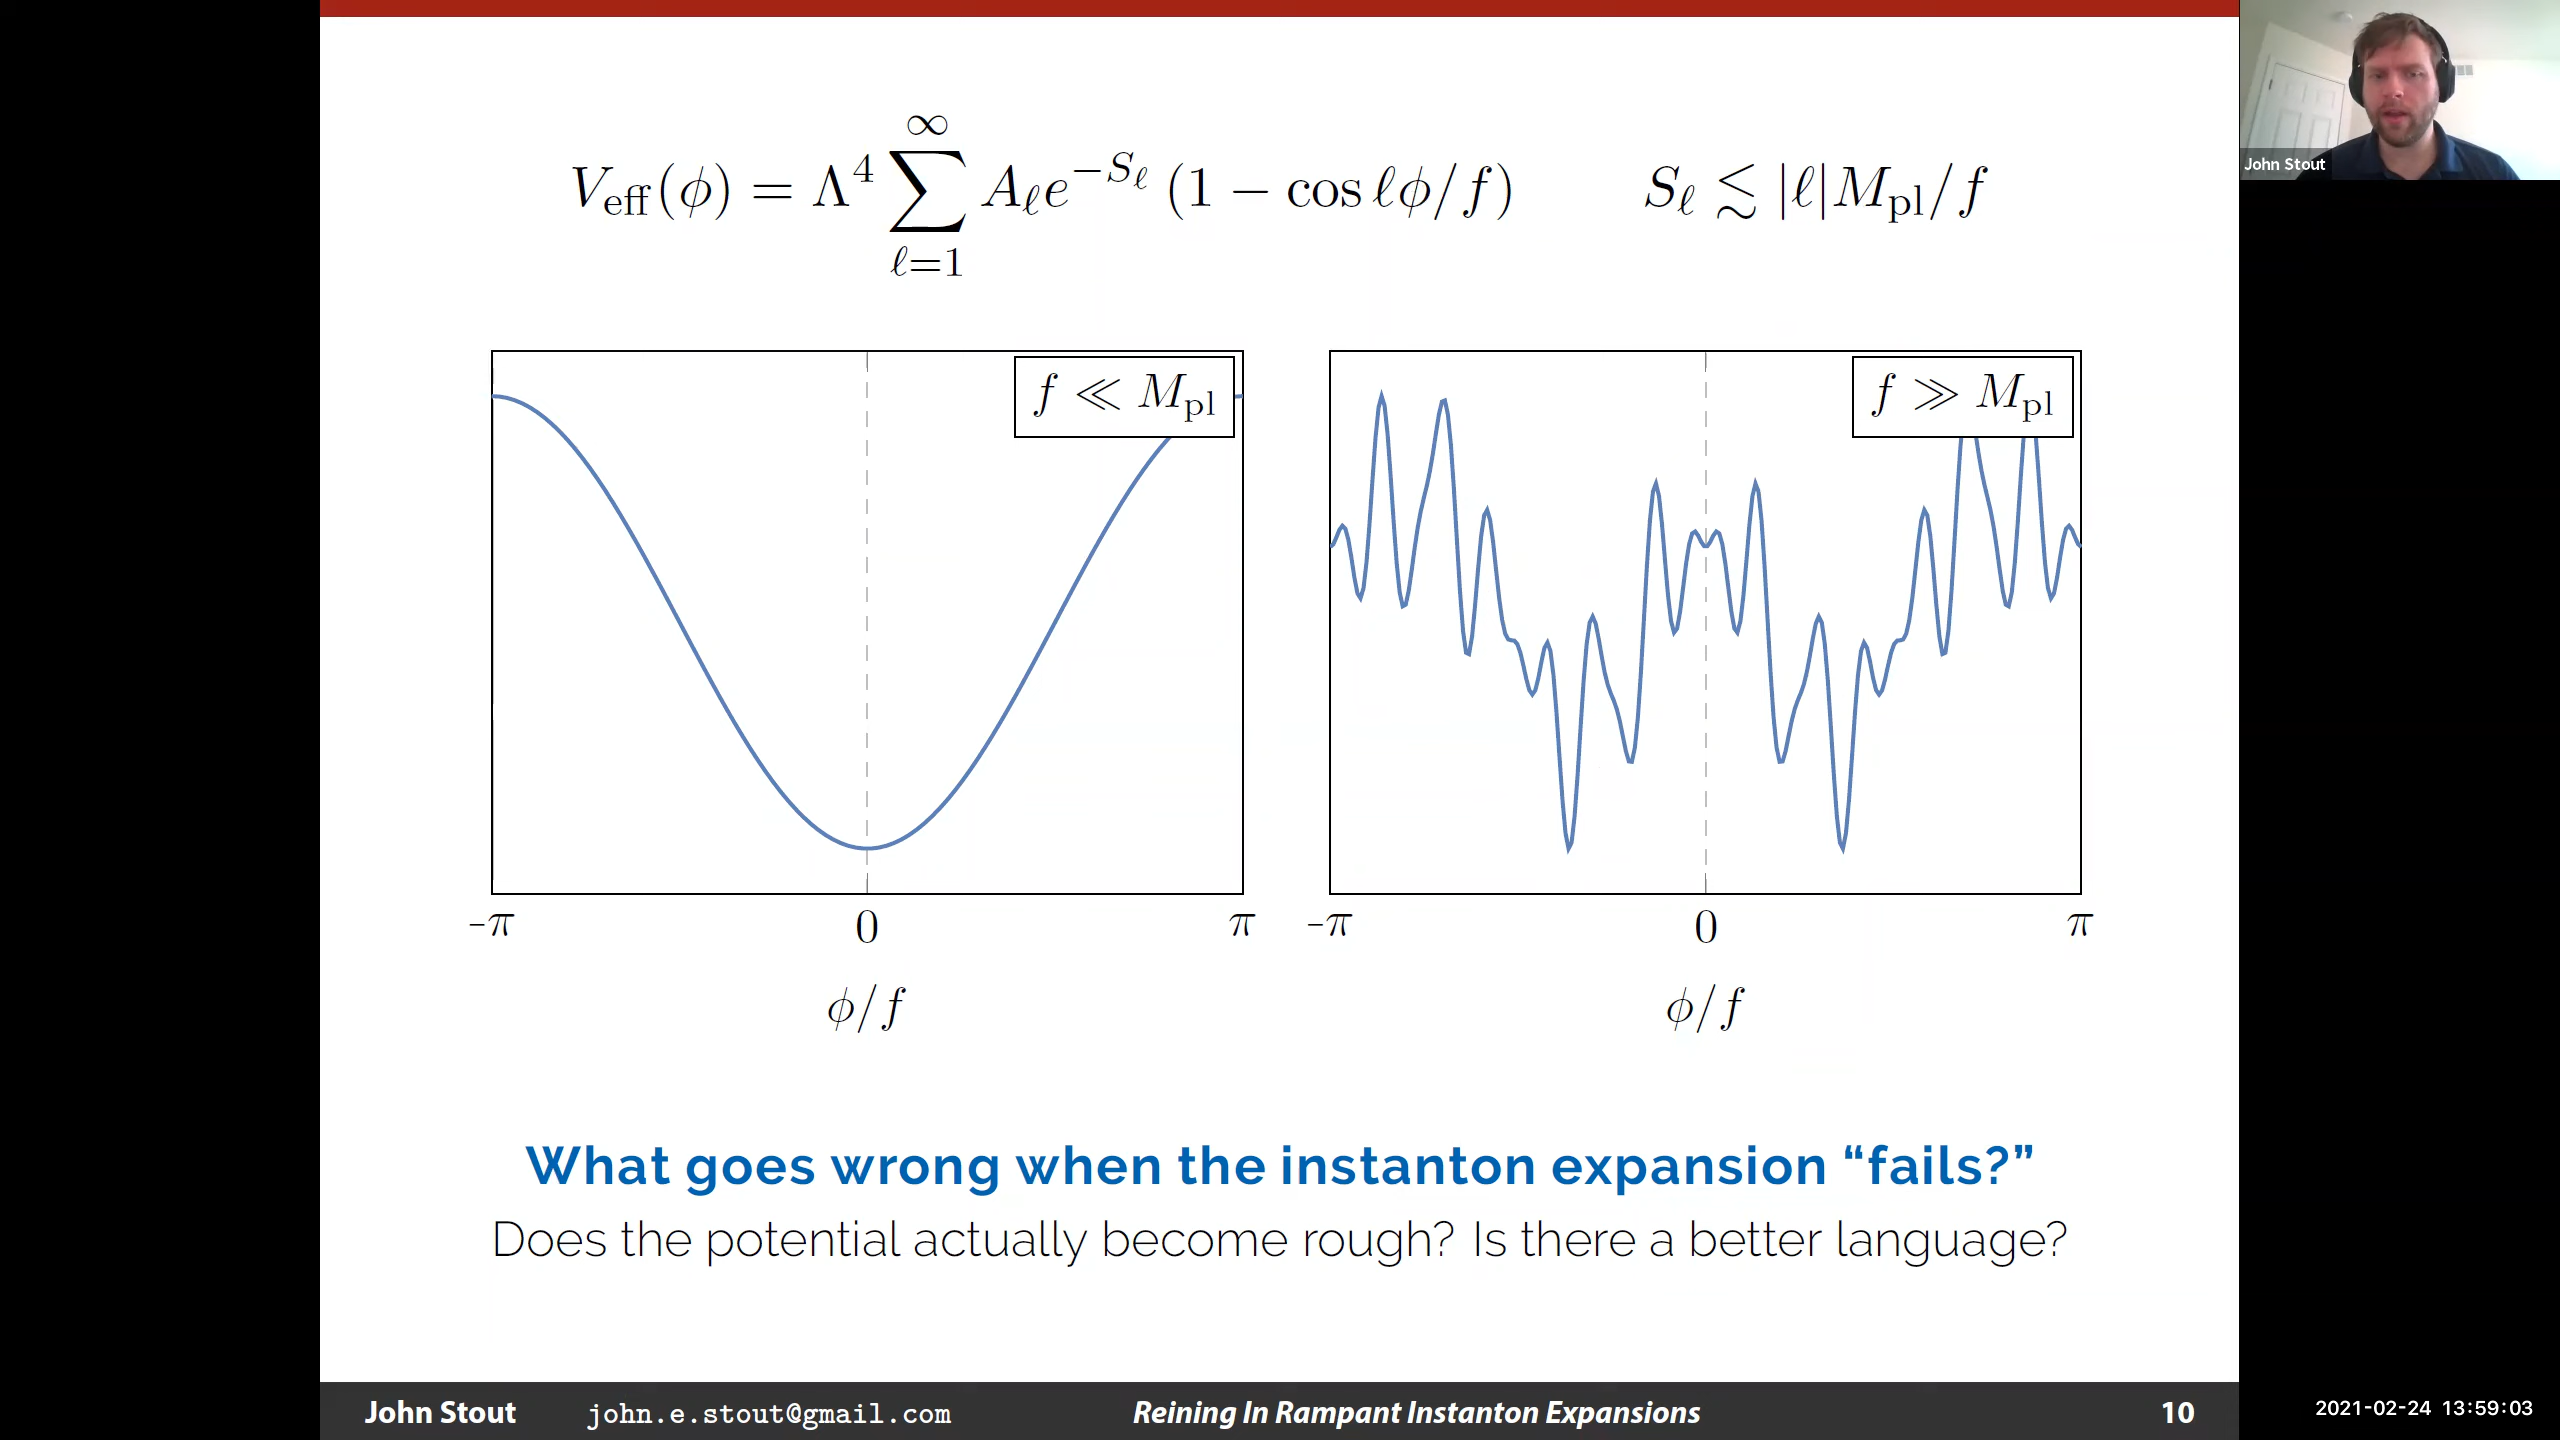 John Stout
∞
V_eff(ϕ) = Λ⁴ ∑ A_ℓ e^{−S_ℓ} (1 − cos ℓϕ/f) S_ℓ ≲ |ℓ|M_pl/f
ℓ=1
f ≪ M_pl
f ≫ M_pl
-π 0 π
-π 0 π
ϕ/f
ϕ/f
What goes wrong when the instanton expansion “fails?”
Does the potential actually become rough? Is there a better language?
John Stout john.e.stout@gmail.com Reining In Rampant Instanton Expansions 10
2021-02-24 13:59:03